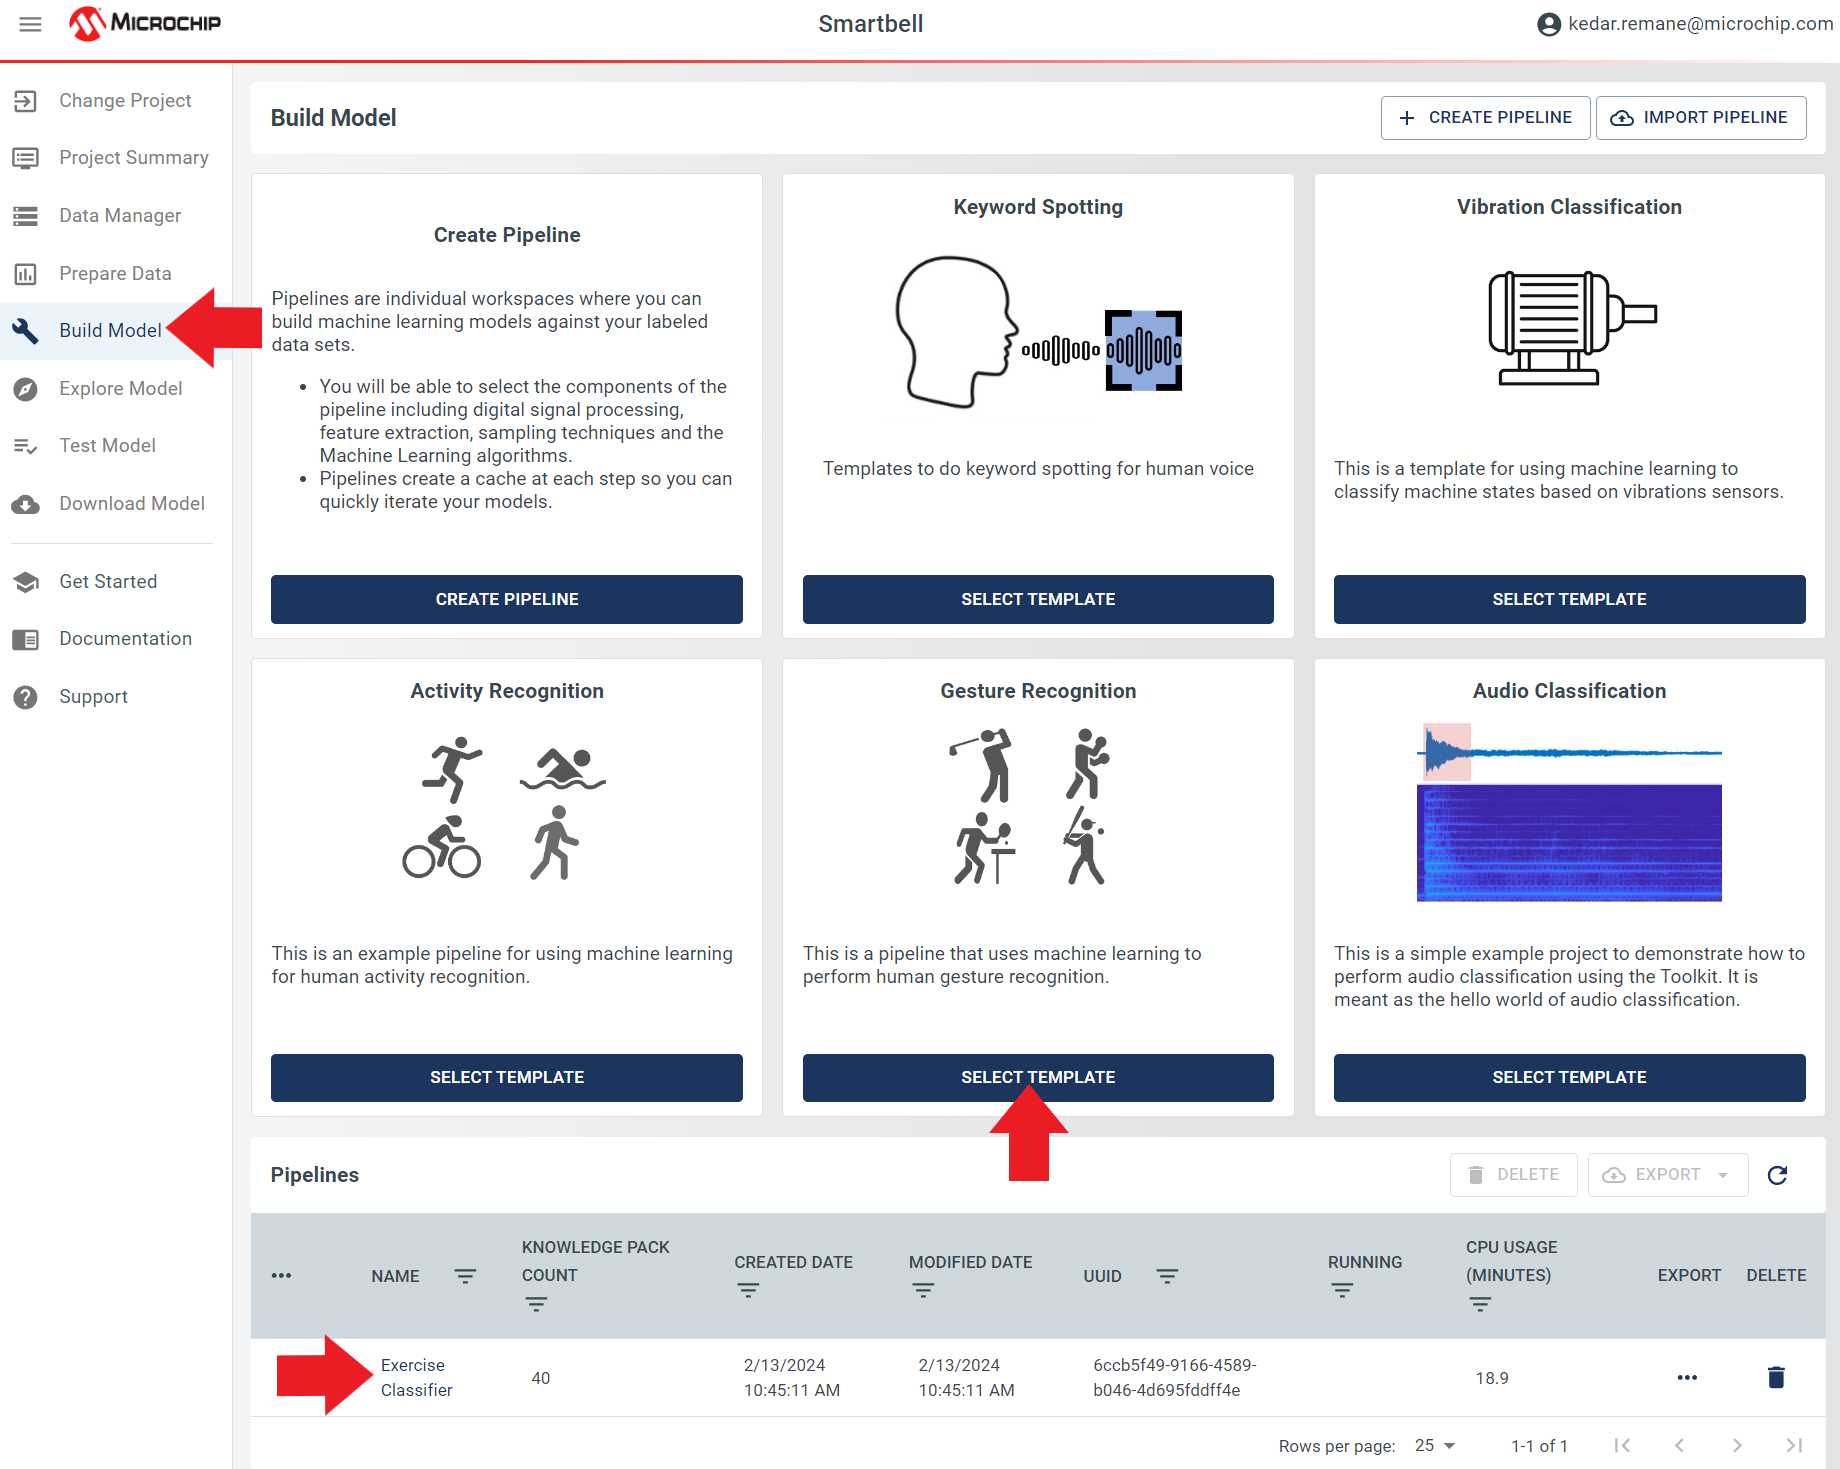 MICROCHIP
Smartbell
kedar.remane@microchip.com
Change Project
Project Summary
Data Manager
Prepare Data
Build Model
Explore Model
Test Model
Download Model
Get Started
Documentation
Support
Build Model
+ CREATE PIPELINE
IMPORT PIPELINE
Create Pipeline
Pipelines are individual workspaces where you can
build machine learning models against your labeled
data sets.
• You will be able to select the components of the
pipeline including digital signal processing,
feature extraction, sampling techniques and the
Machine Learning algorithms.
• Pipelines create a cache at each step so you can
quickly iterate your models.
CREATE PIPELINE
Keyword Spotting
Templates to do keyword spotting for human voice
SELECT TEMPLATE
Vibration Classification
This is a template for using machine learning to
classify machine states based on vibrations sensors.
SELECT TEMPLATE
Activity Recognition
This is an example pipeline for using machine learning
for human activity recognition.
SELECT TEMPLATE
Gesture Recognition
This is a pipeline that uses machine learning to
perform human gesture recognition.
SELECT TEMPLATE
Audio Classification
This is a simple example project to demonstrate how to
perform audio classification using the Toolkit. It is
meant as the hello world of audio classification.
SELECT TEMPLATE
Pipelines
DELETE
EXPORT
NAME
KNOWLEDGE PACK
COUNT
CREATED DATE
MODIFIED DATE
UUID
RUNNING
CPU USAGE
(MINUTES)
EXPORT
DELETE
Exercise
Classifier
40
2/13/2024
10:45:11 AM
2/13/2024
10:45:11 AM
6ccb5f49-9166-4589-
b046-4d695fddff4e
18.9
Rows per page: 25
1-1 of 1